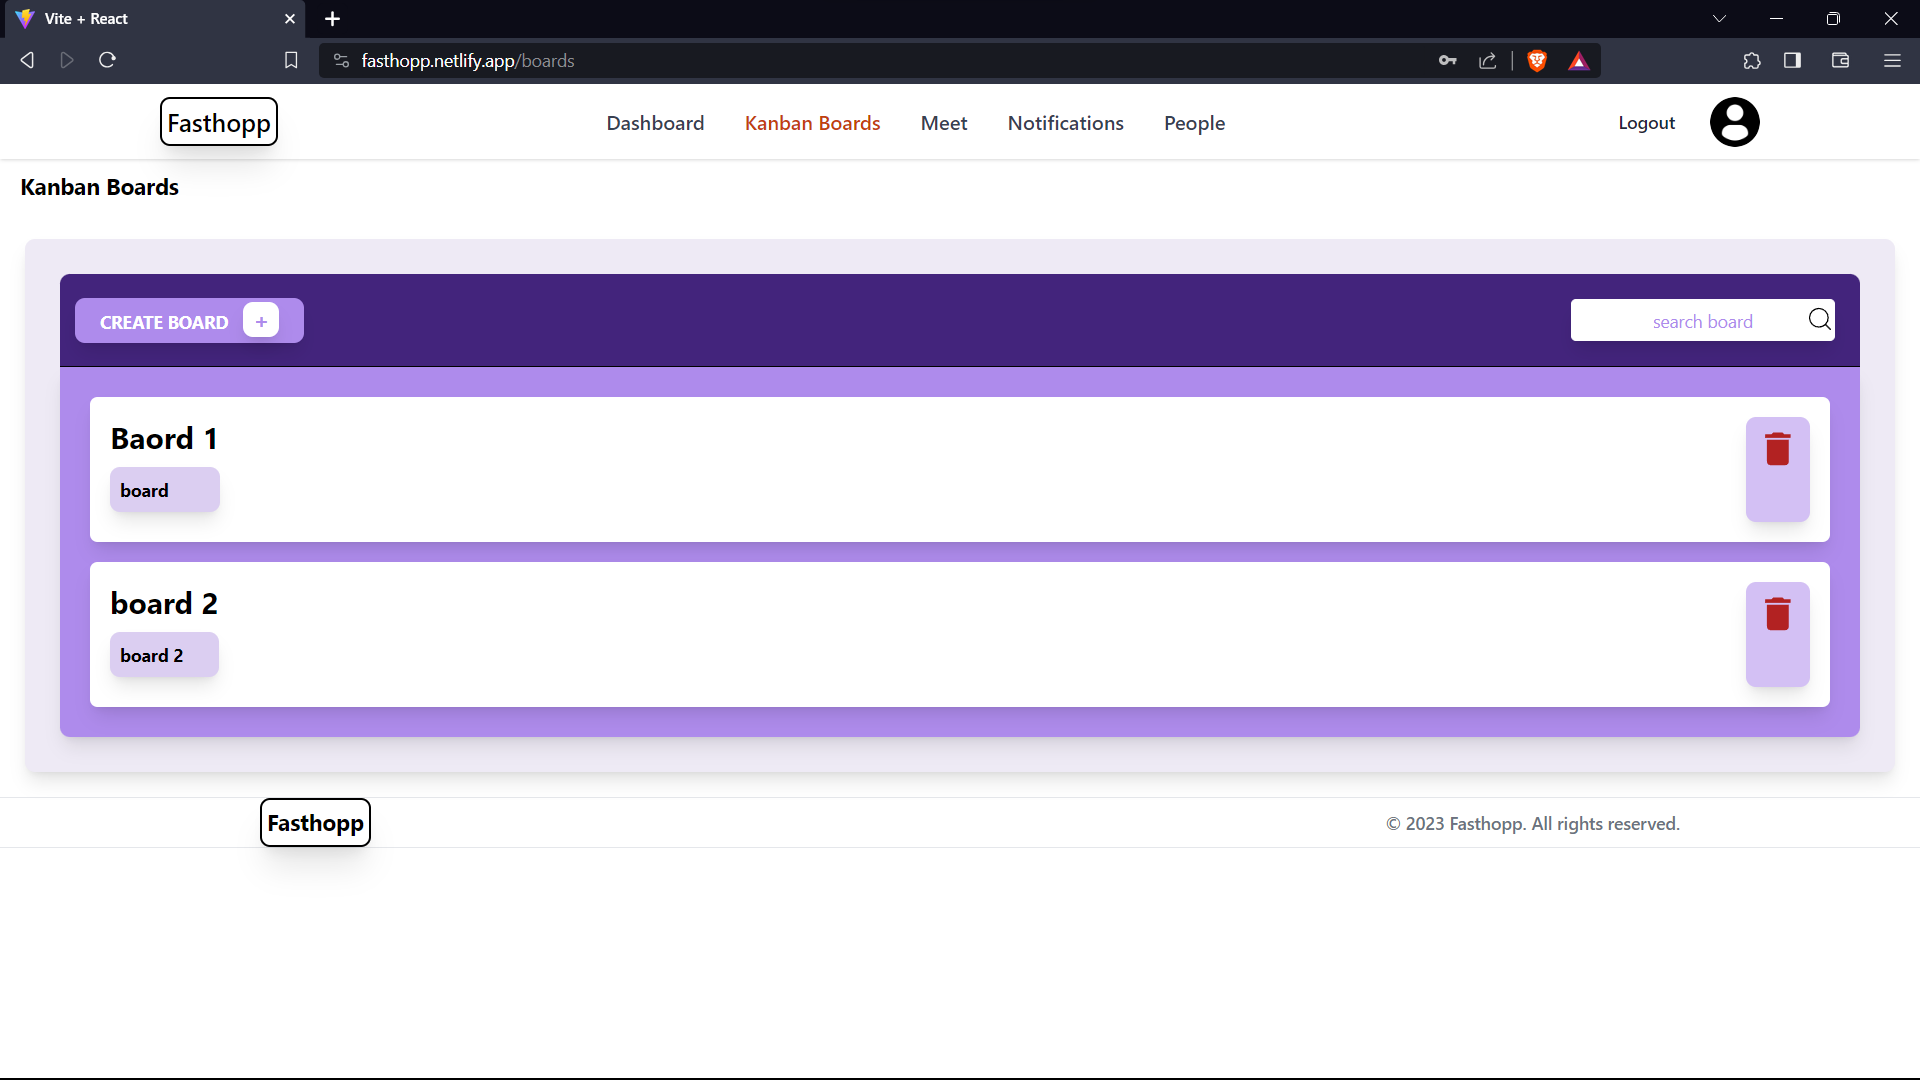 Vite + React
fasthopp.netlify.app/boards
Fasthopp
Dashboard
Kanban Boards
Meet
Notifications
People
Logout
Kanban Boards
CREATE BOARD +
search board
Baord 1
board
board 2
board 2
Fasthopp
© 2023 Fasthopp. All rights reserved.